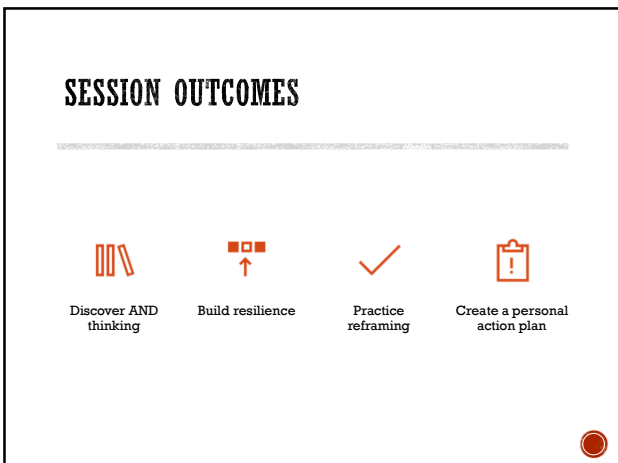 SESSION OUTCOMES
Discover AND
thinking
Build resilience
Practice
reframing
Create a personal
action plan